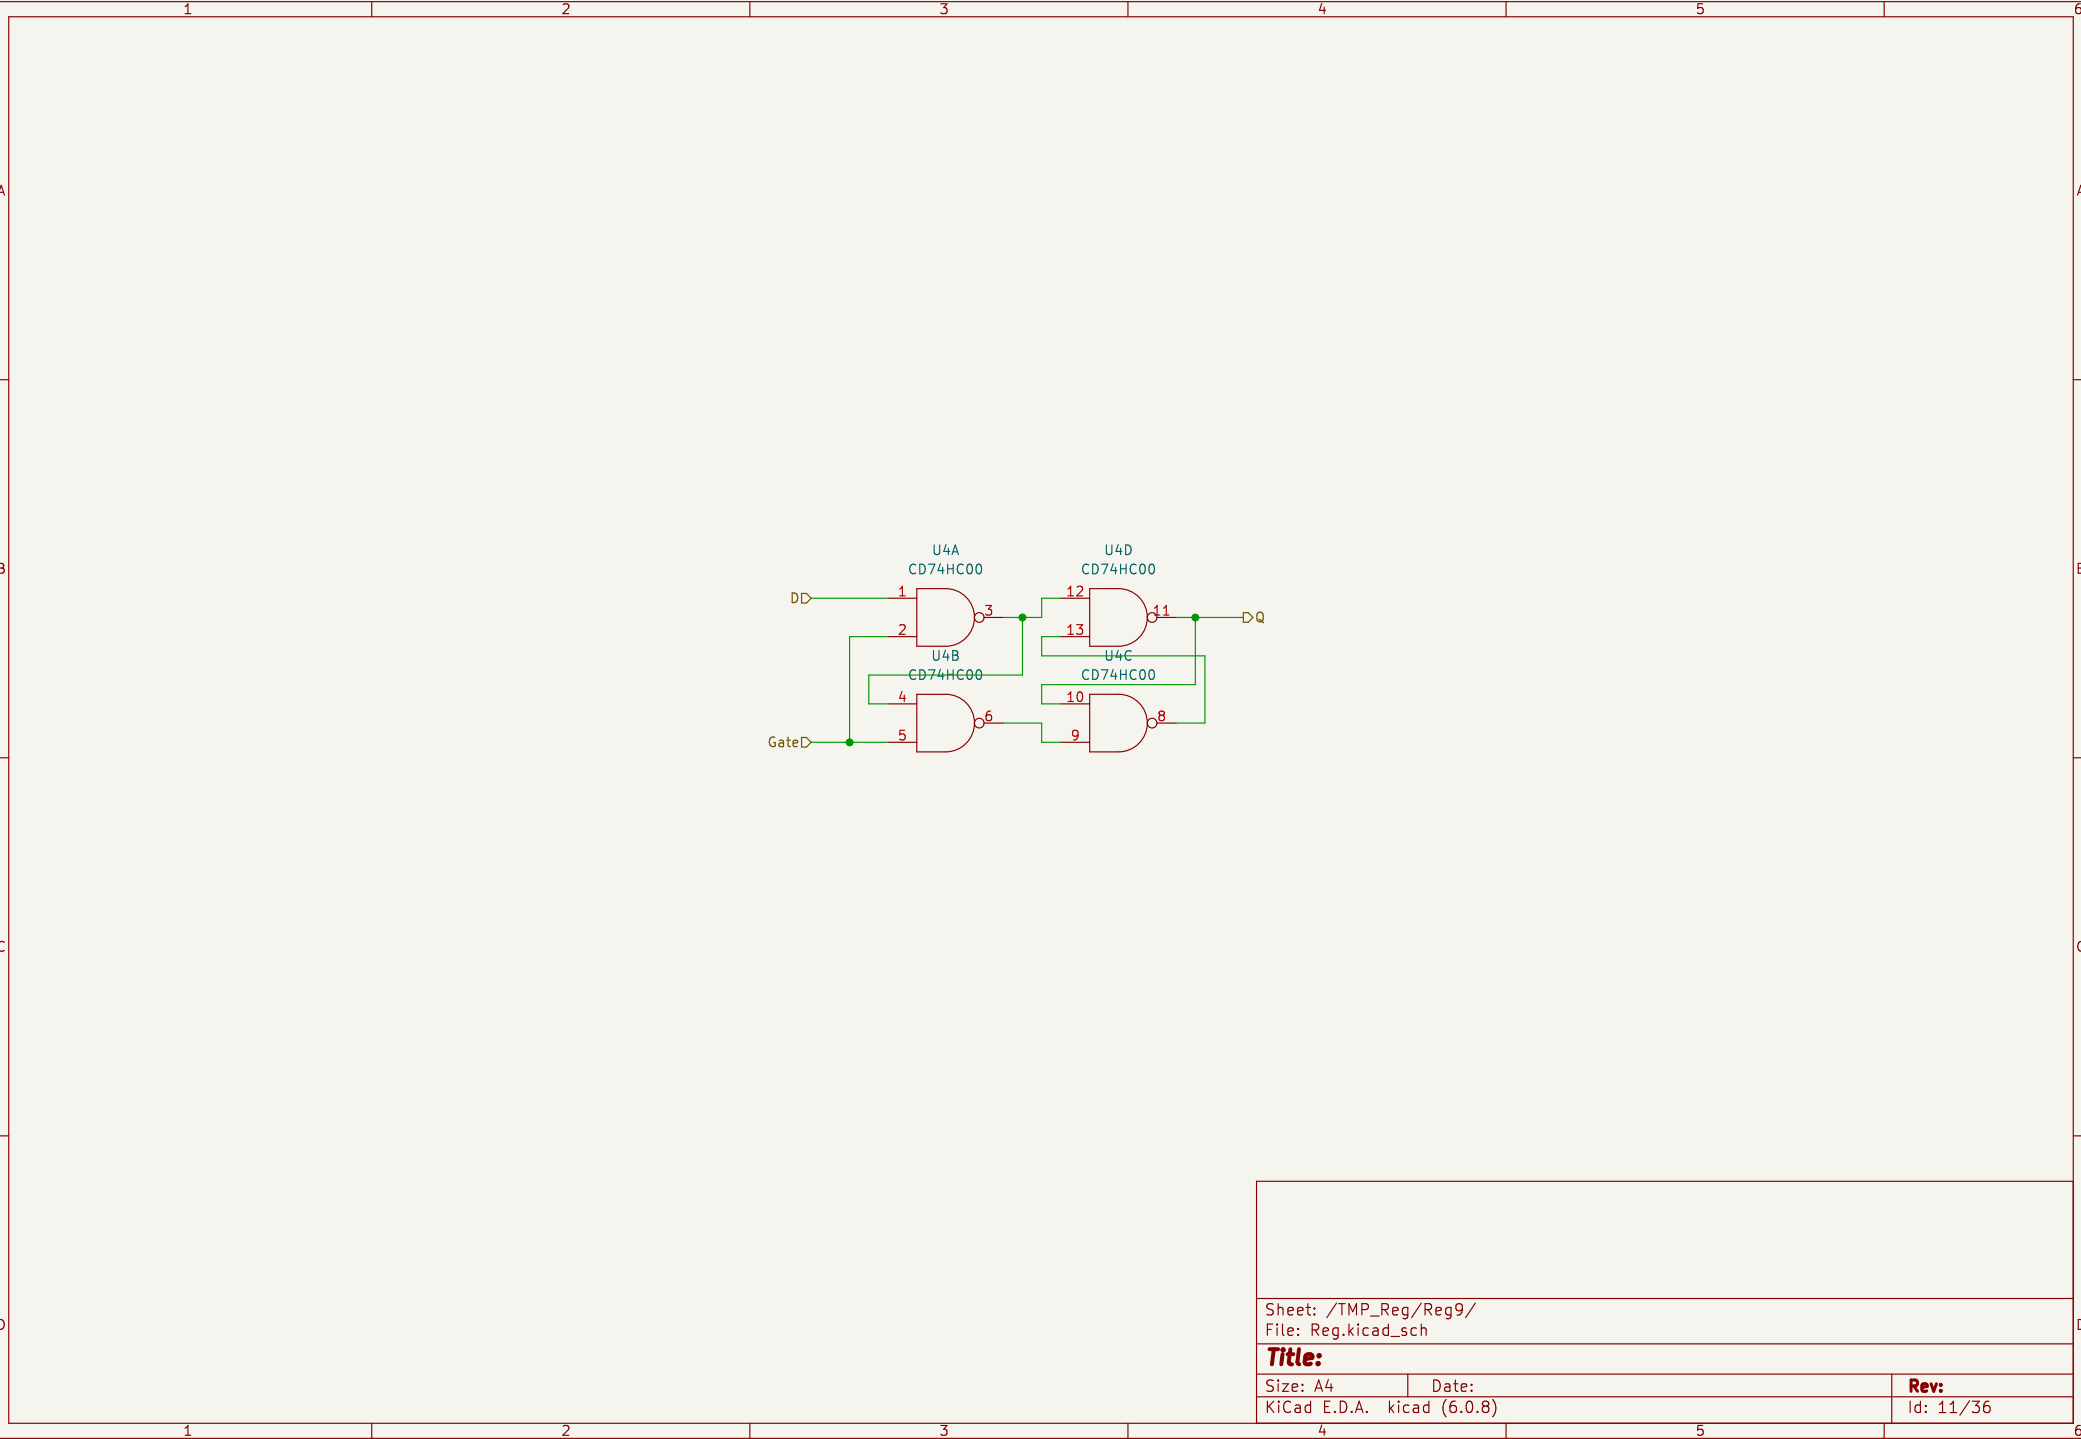 1 2 3 4 5 6
A A
U4A U4D
CD74HC00 CD74HC00
B B
D 1 3 12 11 Q
2 13
U4B U4C
CD74HC00 CD74HC00
4 6 10 8
Gate 5 9
C C
Sheet: /TMP_Reg/Reg9/
File: Reg.kicad_sch
D D
Title:
Size: A4 Date: Rev:
KiCad E.D.A. kicad (6.0.8) Id: 11/36
1 2 3 4 5 6